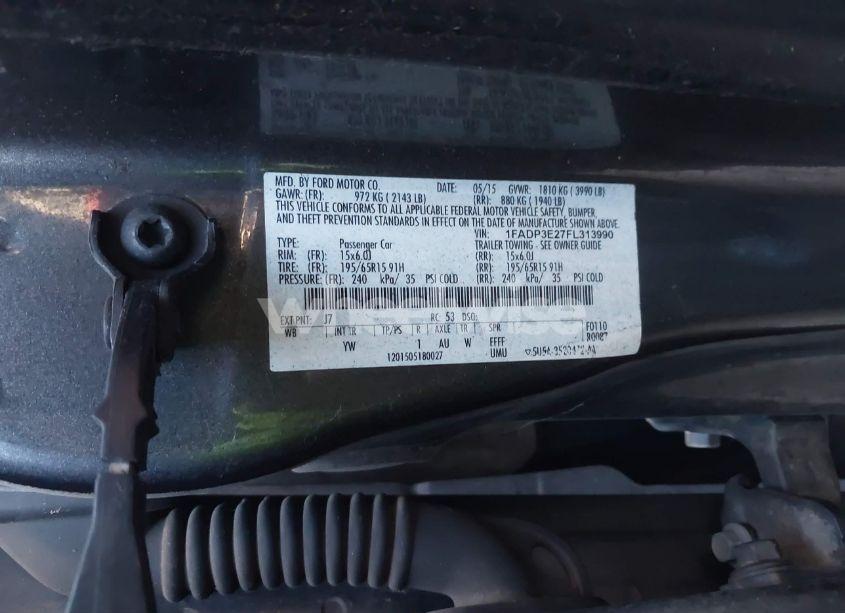 MFD. BY FORD MOTOR CO. DATE: 05/15 GVWR: 1810 KG ( 3990 LB)
GAWR: (FR): 972 KG ( 2143 LB) (RR): 880 KG ( 1940 LB)
THIS VEHICLE CONFORMS TO ALL APPLICABLE FEDERAL MOTOR VEHICLE SAFETY, BUMPER,
AND THEFT PREVENTION STANDARDS IN EFFECT ON THE DATE OF MANUFACTURE SHOWN ABOVE.
VIN: 1FADP3E27FL313990
TYPE: Passenger Car TRAILER TOWING - SEE OWNER GUIDE
RIM: (FR): 15x6.0J (RR): 15x6.0J
TIRE: (FR): 195/65R15 91H (RR): 195/65R15 91H
PRESSURE: (FR): 240 kPa/ 35 PSI COLD (RR): 240 kPa/ 35 PSI COLD
EXT PNT: J7 RC: 53 DSO:
WB INT TR TP/PS R AXLE TR SPR F0110
YW 1 AU W EFFF R0087
1201505180027 UMU